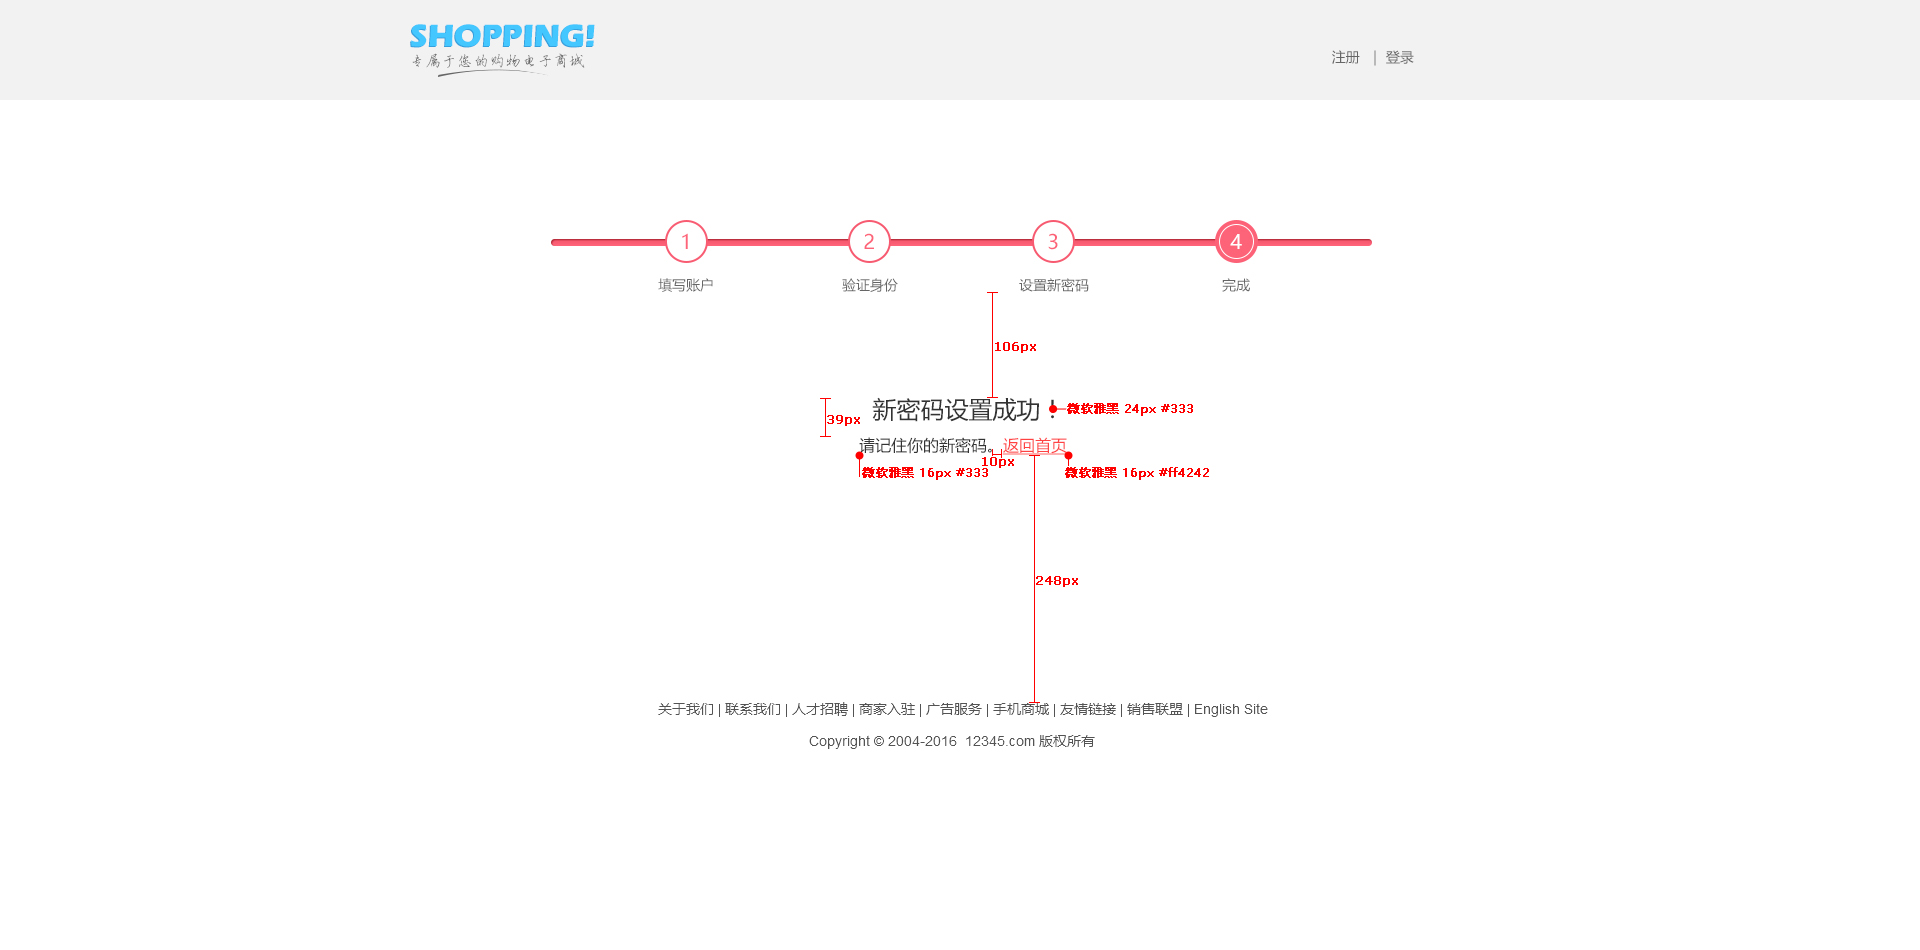 SHOPPING!
专属于您的购物电子商城
注册 | 登录
1 2 3 4
填写账户 验证身份 设置新密码 完成
106px
新密码设置成功！ 微软雅黑 24px #333
39px
请记住你的新密码。返回首页
10px
微软雅黑 16px #333 微软雅黑 16px #ff4242
248px
关于我们 | 联系我们 | 人才招聘 | 商家入驻 | 广告服务 | 手机商城 | 友情链接 | 销售联盟 | English Site
Copyright © 2004-2016  12345.com 版权所有